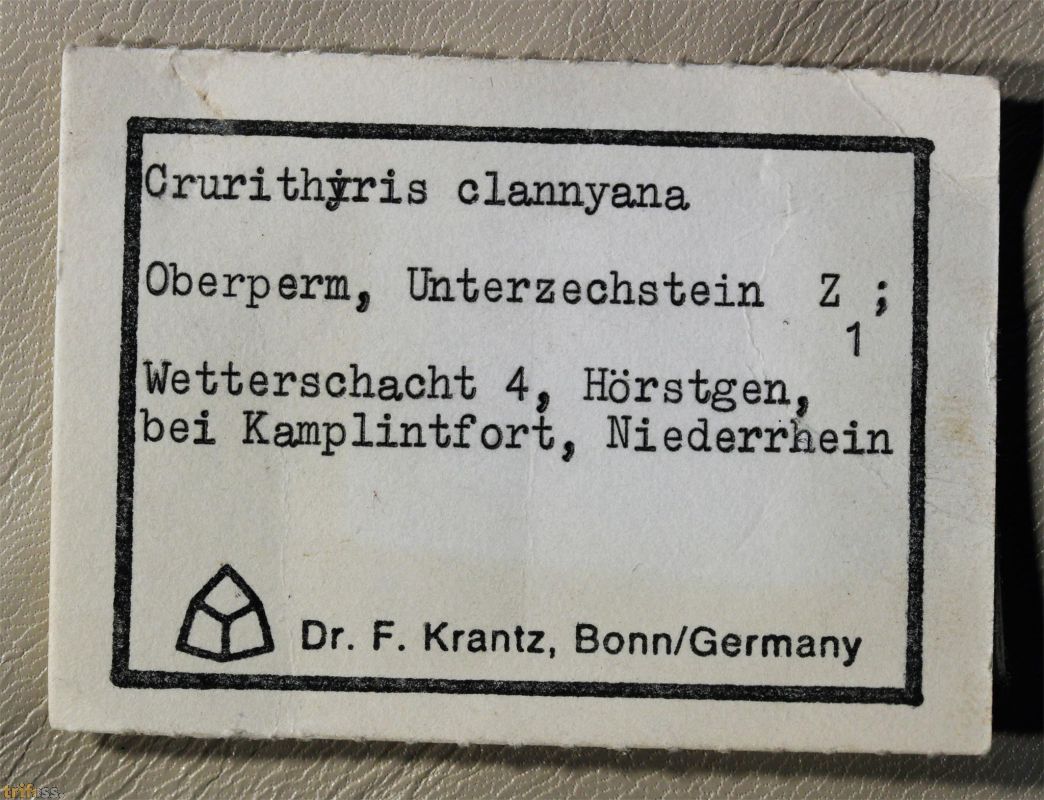 Crurithyris clannyana
Oberperm, Unterzechstein Z ;
1
Wetterschacht 4, Hörstgen,
bei Kamplintfort, Niederrhein
Dr. F. Krantz, Bonn/Germany